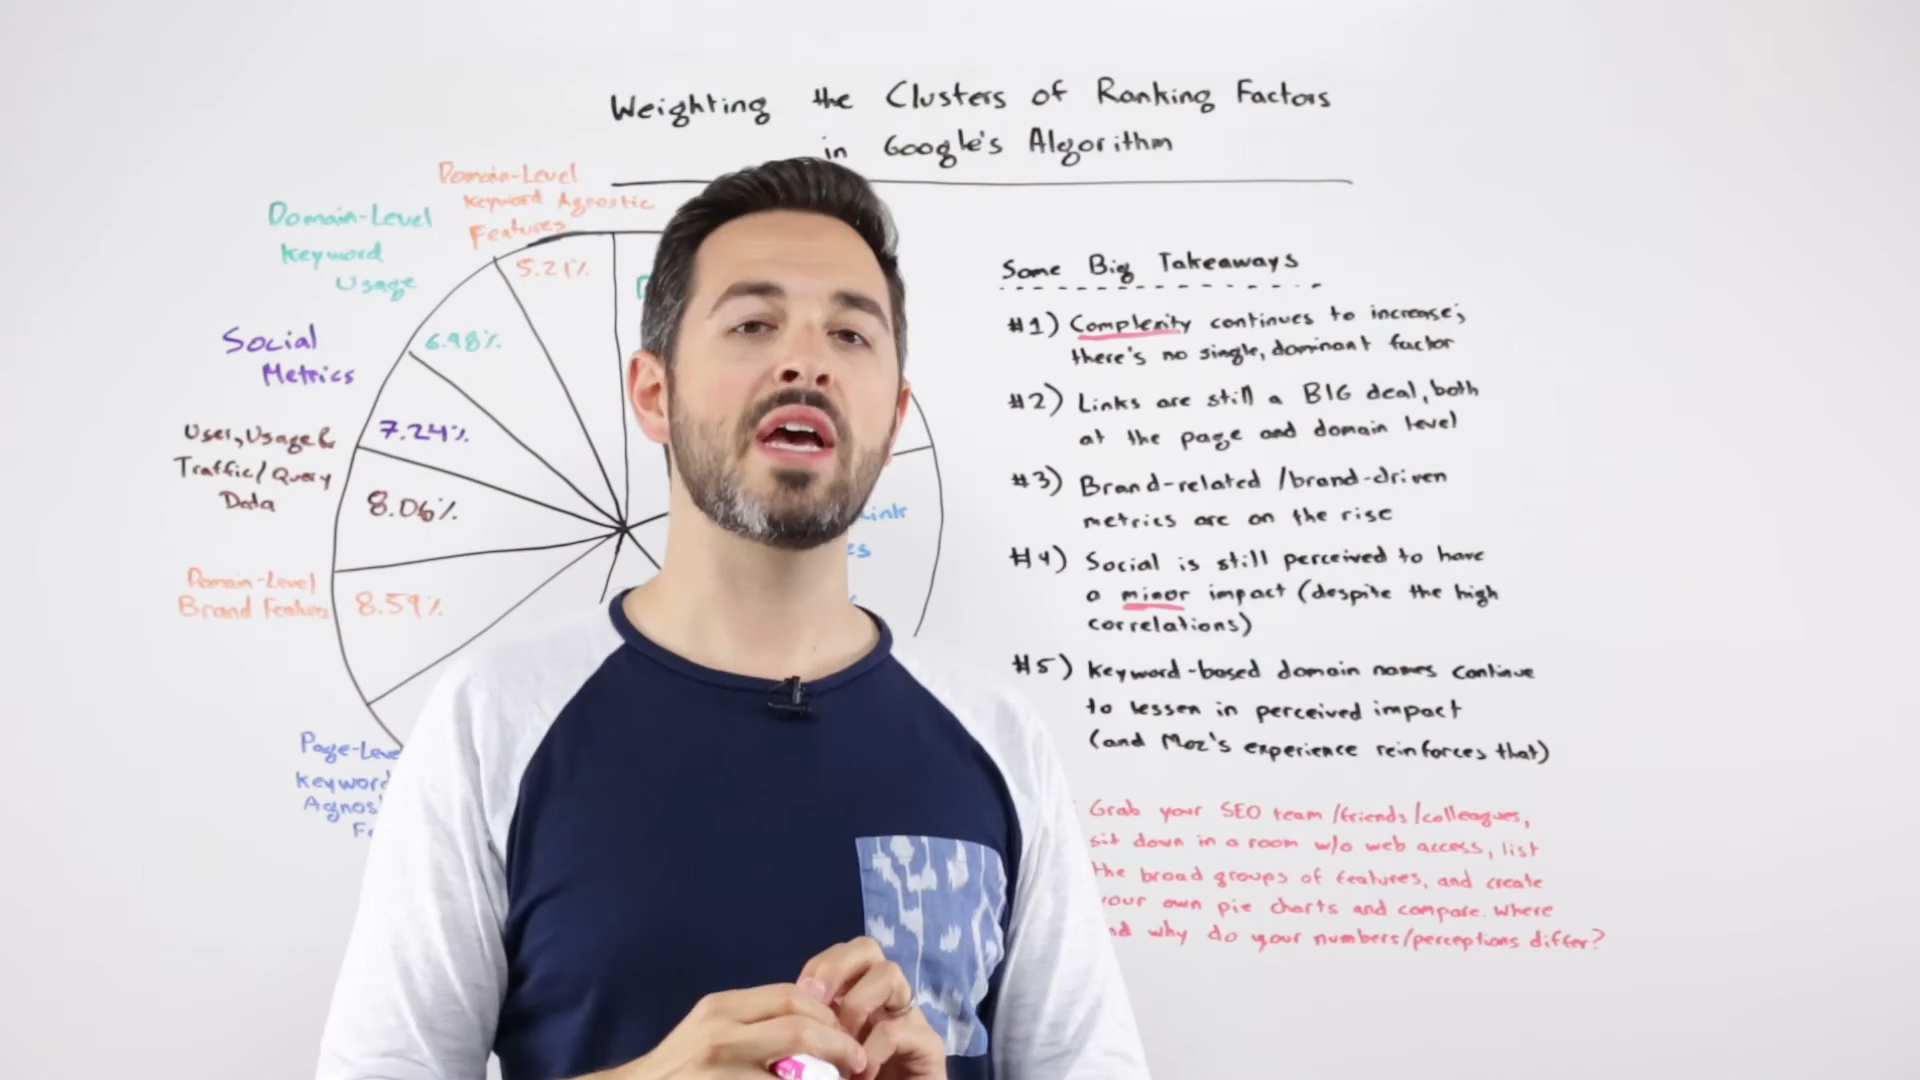 Weighting the Clusters of Ranking Factors
in Google's Algorithm
Domain-Level
Keyword Agnostic
Features
5.21%
Domain-Level
Keyword
Usage
6.98%
Social
Metrics
7.24%
User, Usage &
Traffic/Query
Data
8.06%
Domain-Level
Brand Features
8.59%
Page-Level
Keyword
Link
Some Big Takeaways
#1) Complexity continues to increase;
there's no single, dominant factor
#2) Links are still a BIG deal, both
at the page and domain level
#3) Brand-related/brand-driven
metrics are on the rise
#4) Social is still perceived to have
a minor impact (despite the high
correlations)
#5) Keyword-based domain names continue
to lessen in perceived impact
(and Moz's experience reinforces that)
Grab your SEO team/friends/colleagues,
sit down in a room w/o web access, list
the broad groups of features, and create
your own pie charts and compare. Where
and why do your numbers/perceptions differ?